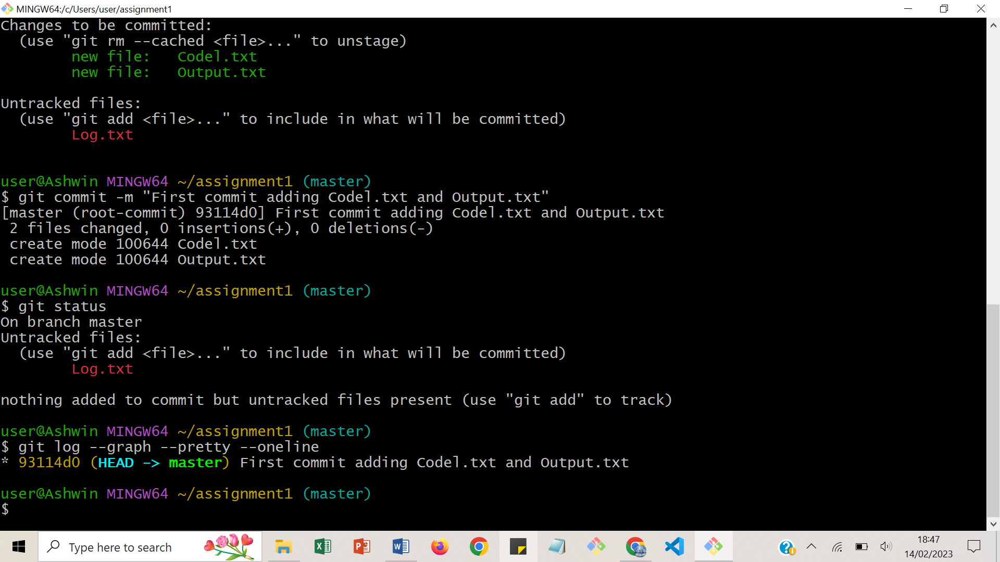 MINGW64:/c/Users/user/assignment1
Changes to be committed:
  (use "git rm --cached <file>..." to unstage)
        new file:   Codel.txt
        new file:   Output.txt

Untracked files:
  (use "git add <file>..." to include in what will be committed)
        Log.txt

user@Ashwin MINGW64 ~/assignment1 (master)
$ git commit -m "First commit adding Codel.txt and Output.txt"
[master (root-commit) 93114d0] First commit adding Codel.txt and Output.txt
 2 files changed, 0 insertions(+), 0 deletions(-)
 create mode 100644 Codel.txt
 create mode 100644 Output.txt

user@Ashwin MINGW64 ~/assignment1 (master)
$ git status
On branch master
Untracked files:
  (use "git add <file>..." to include in what will be committed)
        Log.txt

nothing added to commit but untracked files present (use "git add" to track)

user@Ashwin MINGW64 ~/assignment1 (master)
$ git log --graph --pretty --oneline
* 93114d0 (HEAD -> master) First commit adding Codel.txt and Output.txt

user@Ashwin MINGW64 ~/assignment1 (master)
$
Type here to search
18:47
14/02/2023